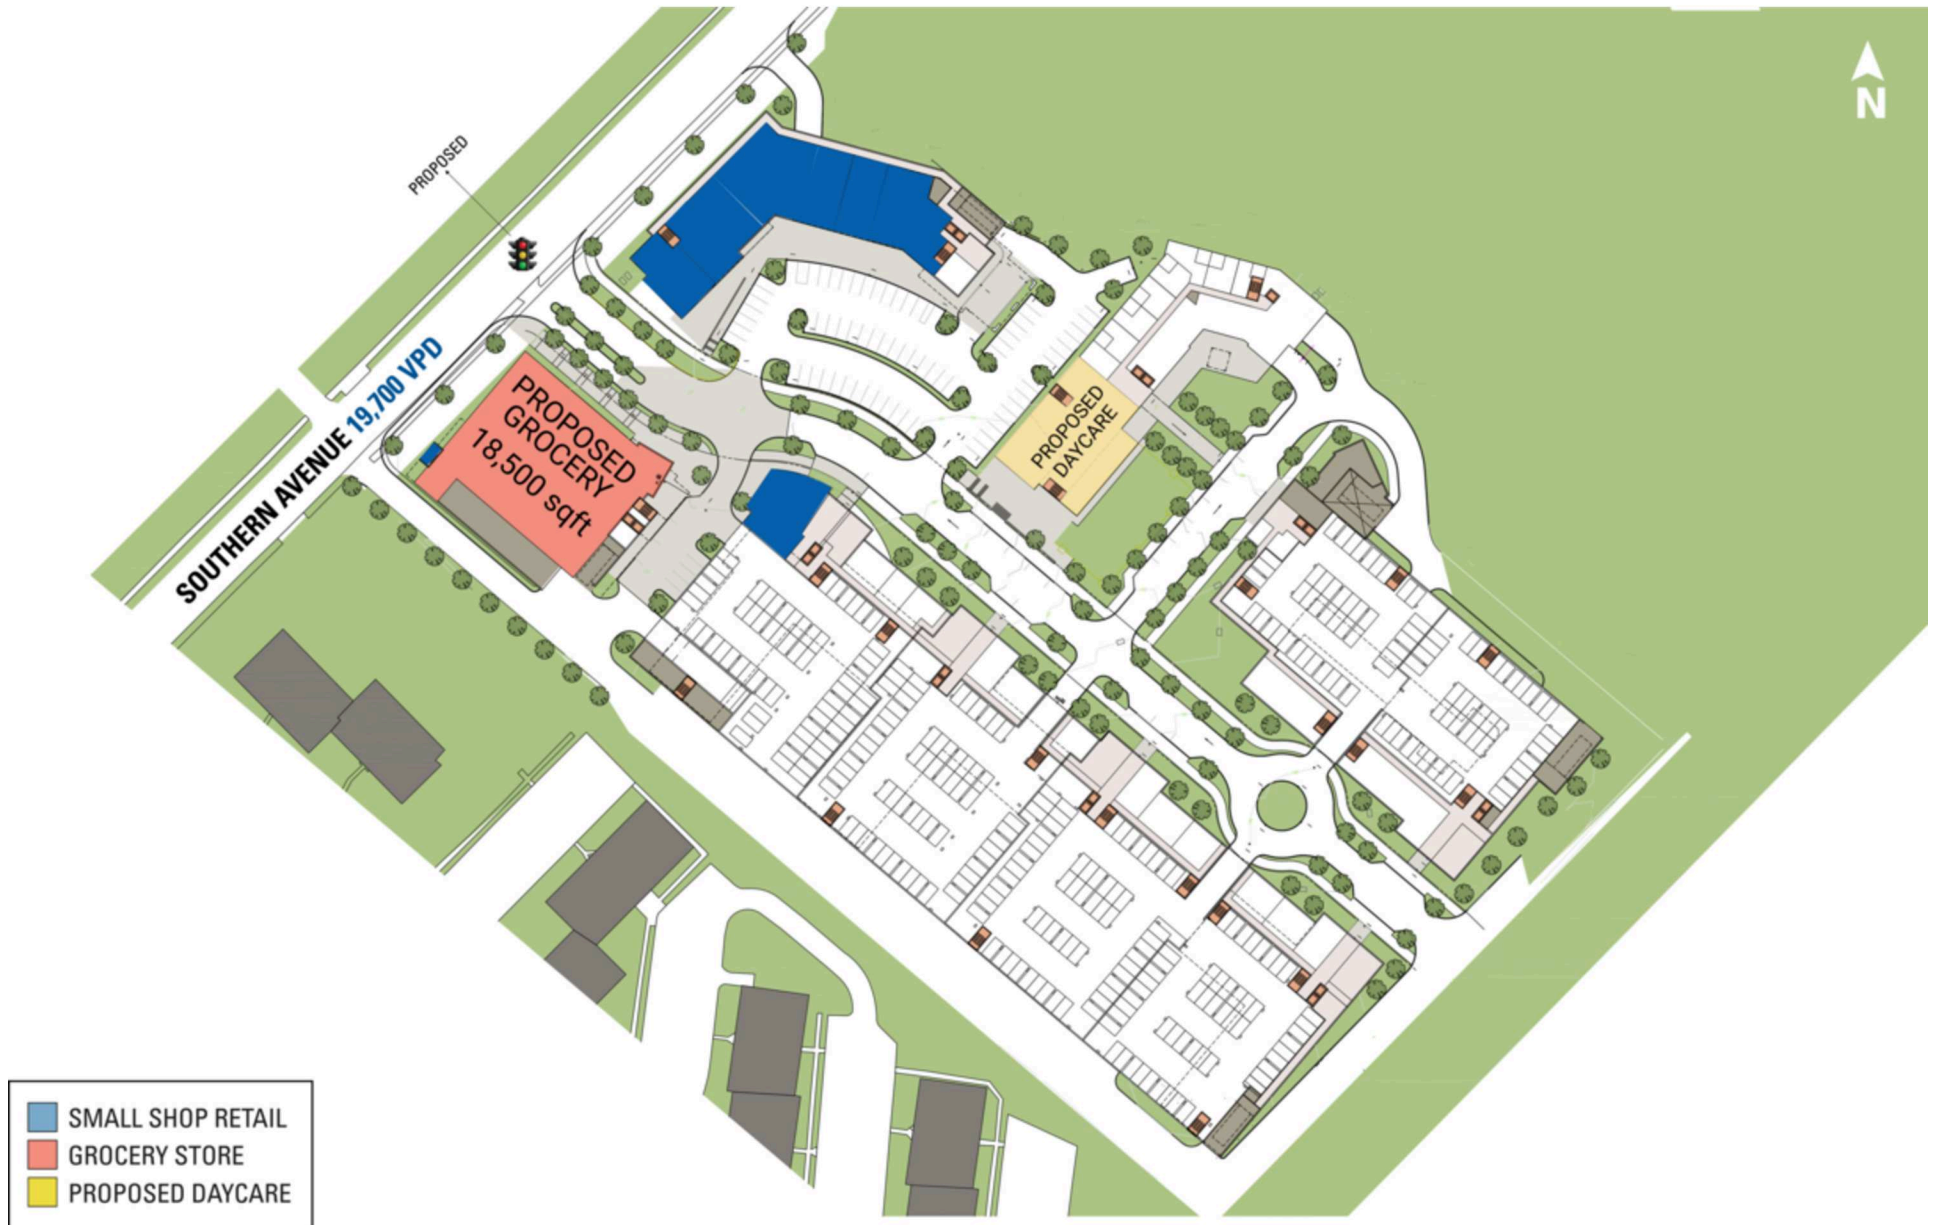 N
PROPOSED
SOUTHERN AVENUE 19,700 VPD
PROPOSED
GROCERY
18,500 sqft
PROPOSED
DAYCARE
SMALL SHOP RETAIL
GROCERY STORE
PROPOSED DAYCARE